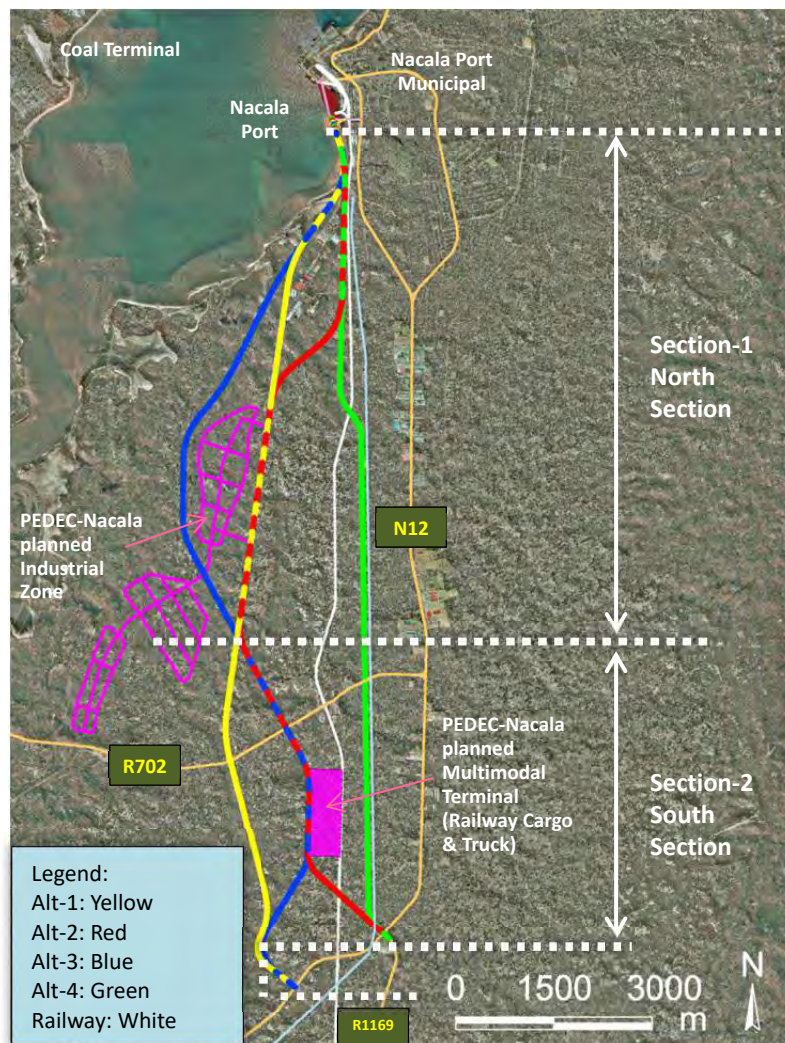 Coal Terminal
Nacala Port
Municipal
Nacala
Port
Section-1
North
Section
N12
PEDEC-Nacala
planned
Industrial
Zone
PEDEC-Nacala
planned
Multimodal
Terminal
(Railway Cargo
& Truck)
R702
Section-2
South
Section
Legend:
Alt-1: Yellow
Alt-2: Red
Alt-3: Blue
Alt-4: Green
Railway: White
0 1500 3000
m
N
R1169